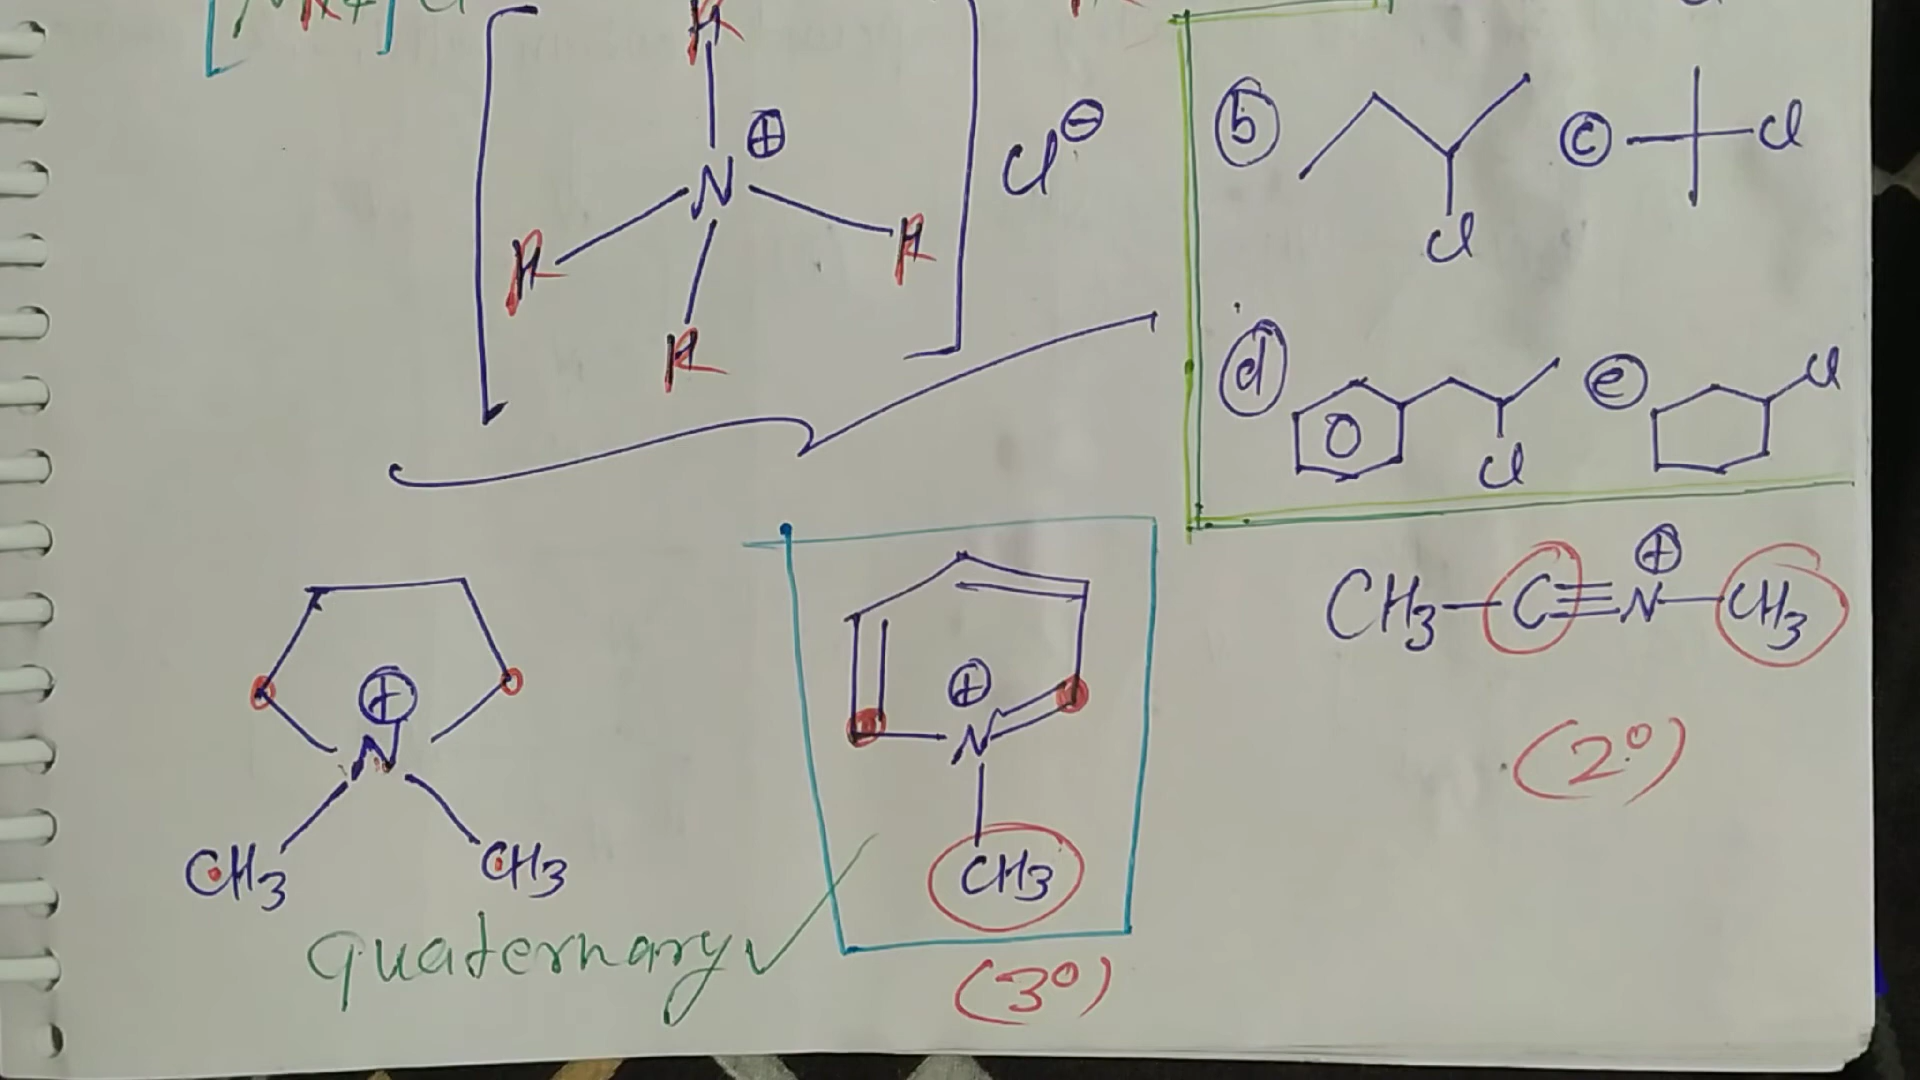 R
N ⊕
R
R
R
Cl ⊖
b
Cl
c
Cl
d
Cl
e
Cl
⊕
N
CH3 CH3
quaternary
⊕
N
CH3
(3°)
⊕
CH3-C≡N-CH3
(2°)